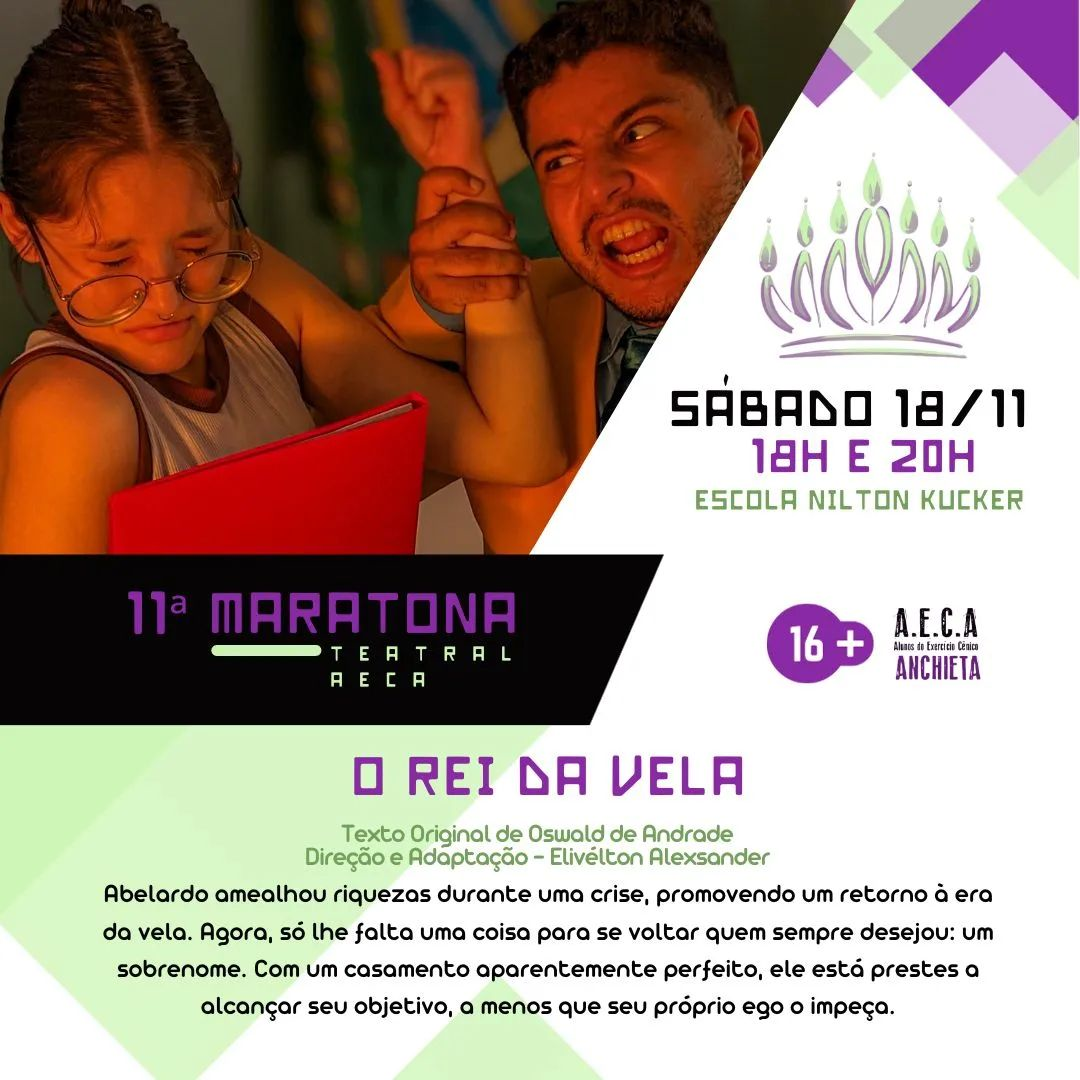 SÁBADO 18/11
18H E 20H
ESCOLA NILTON KUCKER
11ª MARATONA
TEATRAL
AECA
16 +
A.E.C.A
Alunos do Exercício Cênico
ANCHIETA
O REI DA VELA
Texto Original de Oswald de Andrade
Direção e Adaptação - Elivélton Alexsander
Abelardo amealhou riquezas durante uma crise, promovendo um retorno à era
da vela. Agora, só lhe falta uma coisa para se voltar quem sempre desejou: um
sobrenome. Com um casamento aparentemente perfeito, ele está prestes a
alcançar seu objetivo, a menos que seu próprio ego o impeça.